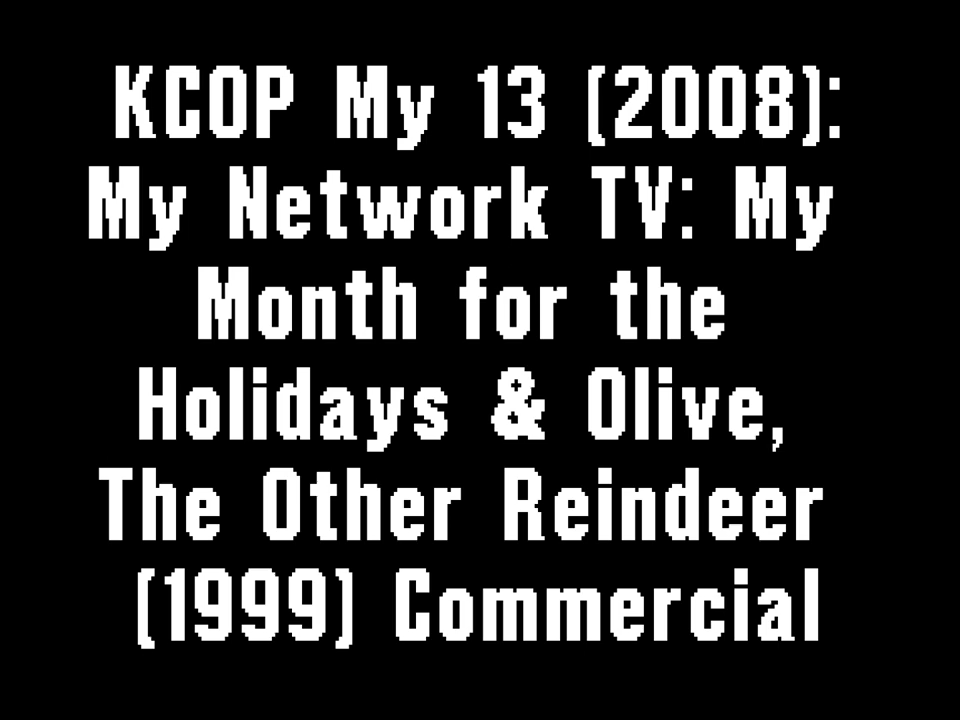 KCOP My 13 (2008):
My Network TV: My
Month for the
Holidays & Olive,
The Other Reindeer
(1999) Commercial